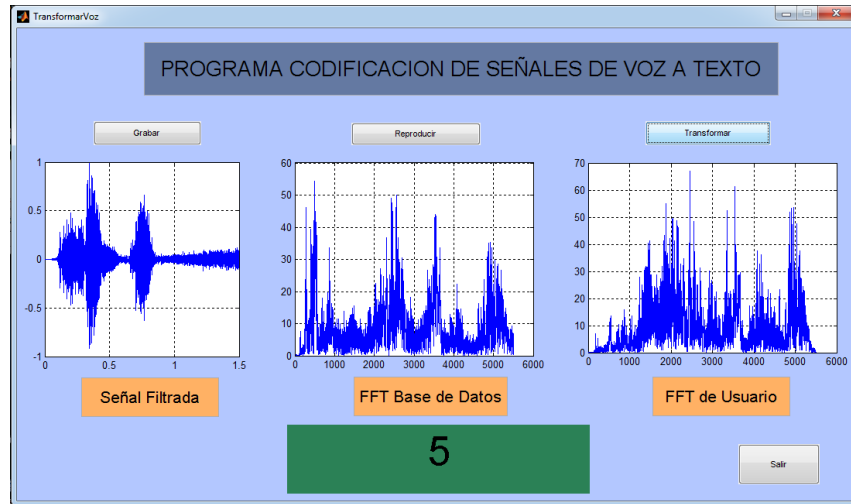 TransformarVoz
PROGRAMA CODIFICACION DE SEÑALES DE VOZ A TEXTO
Grabar
Reproducir
Transformar
1
0.5
0
-0.5
-1
0 0.5 1 1.5
60
50
40
30
20
10
0
0 1000 2000 3000 4000 5000 6000
70
60
50
40
30
20
10
0
0 1000 2000 3000 4000 5000 6000
Señal Filtrada
FFT Base de Datos
FFT de Usuario
5
Salir